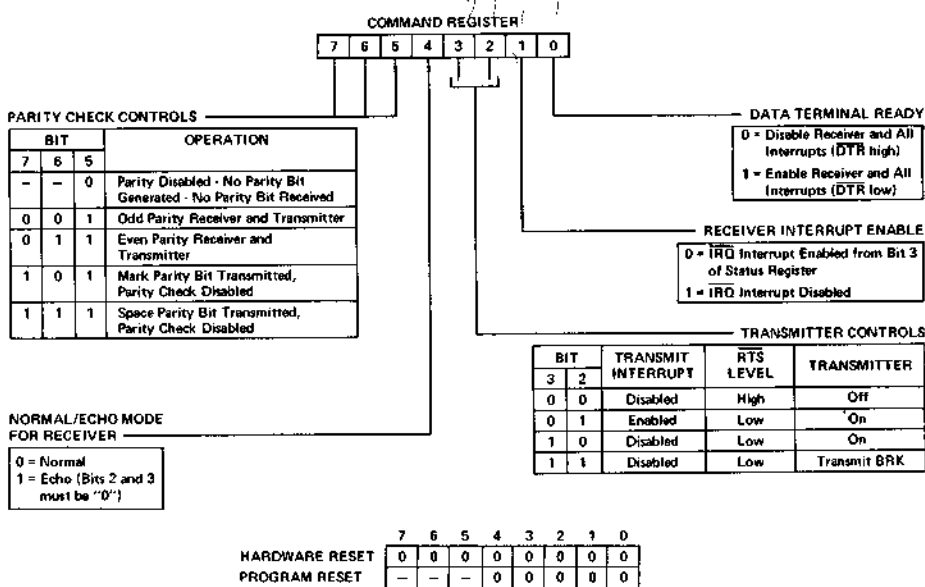 COMMAND REGISTER
7 6 5 4 3 2 1 0
PARITY CHECK CONTROLS
BIT OPERATION
7 6 5
– – 0 Parity Disabled - No Parity Bit
Generated - No Parity Bit Received
0 0 1 Odd Parity Receiver and Transmitter
0 1 1 Even Parity Receiver and
Transmitter
1 0 1 Mark Parity Bit Transmitted,
Parity Check Disabled
1 1 1 Space Parity Bit Transmitted,
Parity Check Disabled
DATA TERMINAL READY
0 = Disable Receiver and All
Interrupts (DTR high)
1 = Enable Receiver and All
Interrupts (DTR low)
RECEIVER INTERRUPT ENABLE
0 = IRQ Interrupt Enabled from Bit 3
of Status Register
1 = IRQ Interrupt Disabled
TRANSMITTER CONTROLS
BIT TRANSMIT RTS TRANSMITTER
3 2 INTERRUPT LEVEL
0 0 Disabled High Off
0 1 Enabled Low On
1 0 Disabled Low On
1 1 Disabled Low Transmit BRK
NORMAL/ECHO MODE
FOR RECEIVER
0 = Normal
1 = Echo (Bits 2 and 3
must be "0")
7 6 5 4 3 2 1 0
HARDWARE RESET 0 0 0 0 0 0 0 0
PROGRAM RESET – – – 0 0 0 0 0